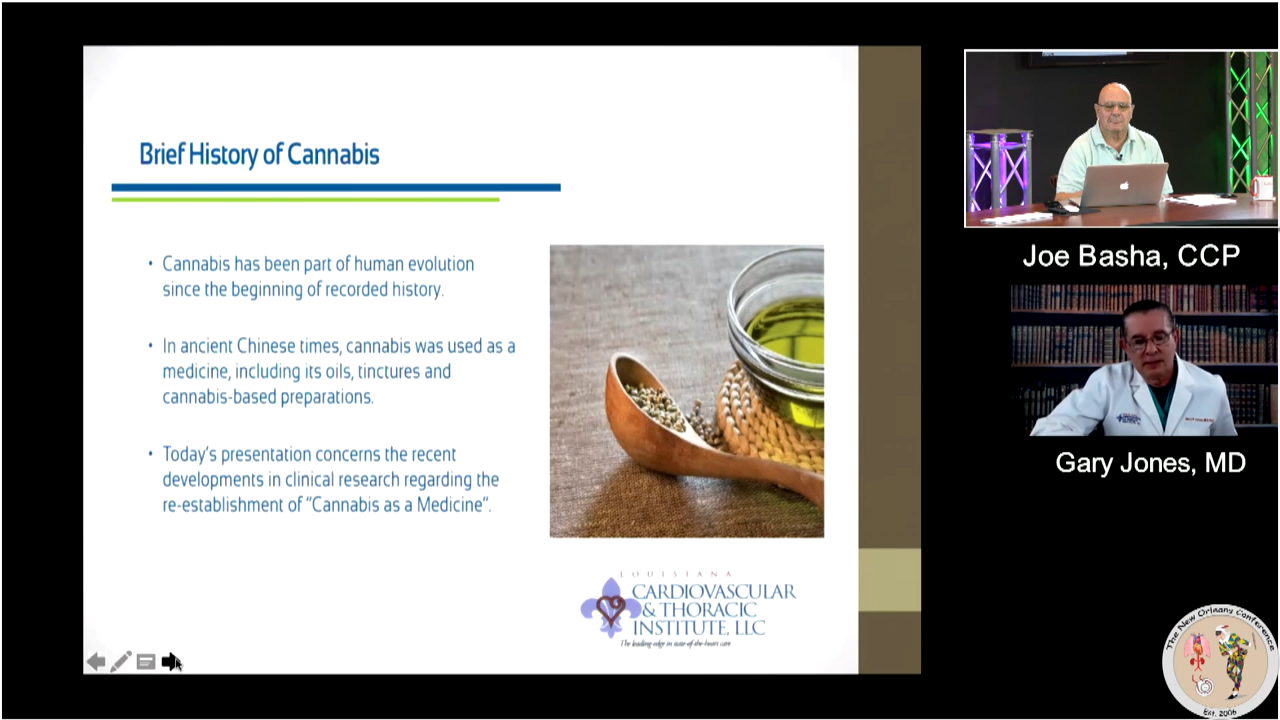 Brief History of Cannabis
• Cannabis has been part of human evolution
since the beginning of recorded history.
• In ancient Chinese times, cannabis was used as a
medicine, including its oils, tinctures and
cannabis-based preparations.
• Today's presentation concerns the recent
developments in clinical research regarding the
re-establishment of "Cannabis as a Medicine".
LOUISIANA
CARDIOVASCULAR
& THORACIC
INSTITUTE, LLC
The leading edge in state-of-the-heart care
Joe Basha, CCP
Gary Jones, MD
The New Orleans Conference
Est. 2006